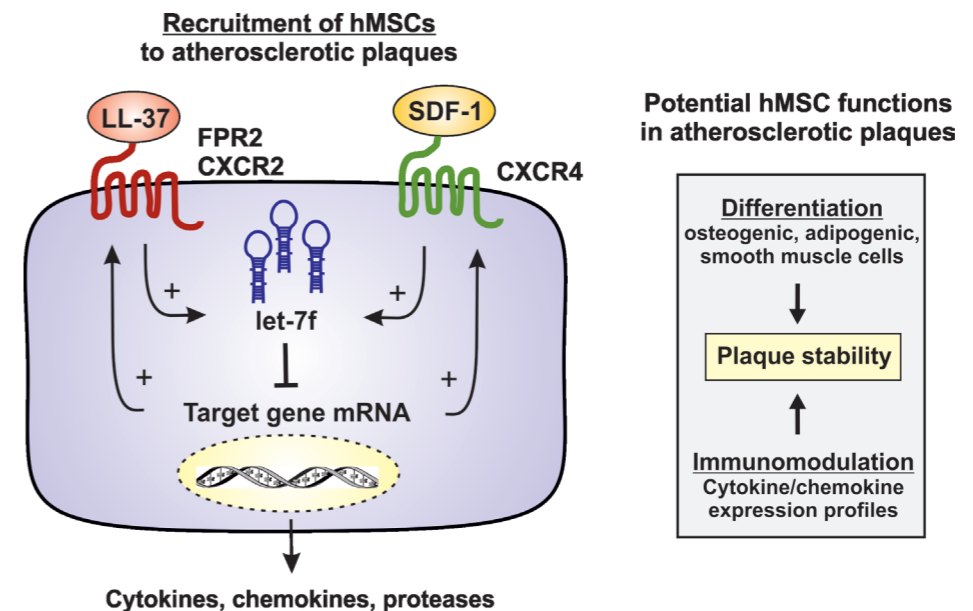 Recruitment of hMSCs
to atherosclerotic plaques
LL-37
FPR2
CXCR2
SDF-1
CXCR4
+
+
let-7f
+
+
Target gene mRNA
Cytokines, chemokines, proteases
Potential hMSC functions
in atherosclerotic plaques
Differentiation
osteogenic, adipogenic,
smooth muscle cells
Plaque stability
Immunomodulation
Cytokine/chemokine
expression profiles